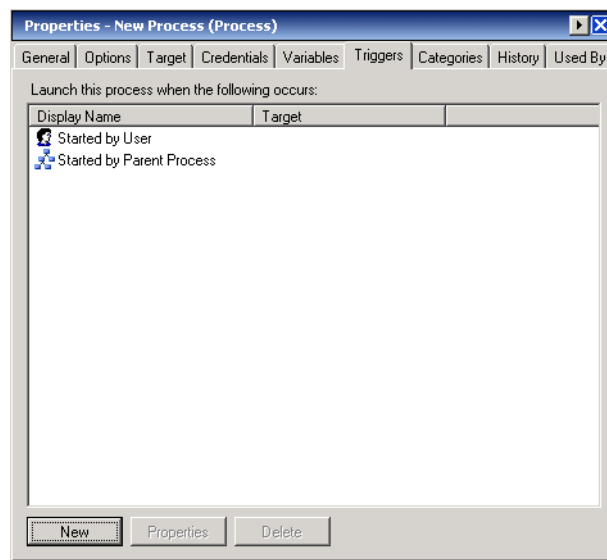 Properties - New Process (Process)
General Options Target Credentials Variables Triggers Categories History Used By
Launch this process when the following occurs:
Display Name Target
Started by User
Started by Parent Process
New Properties Delete